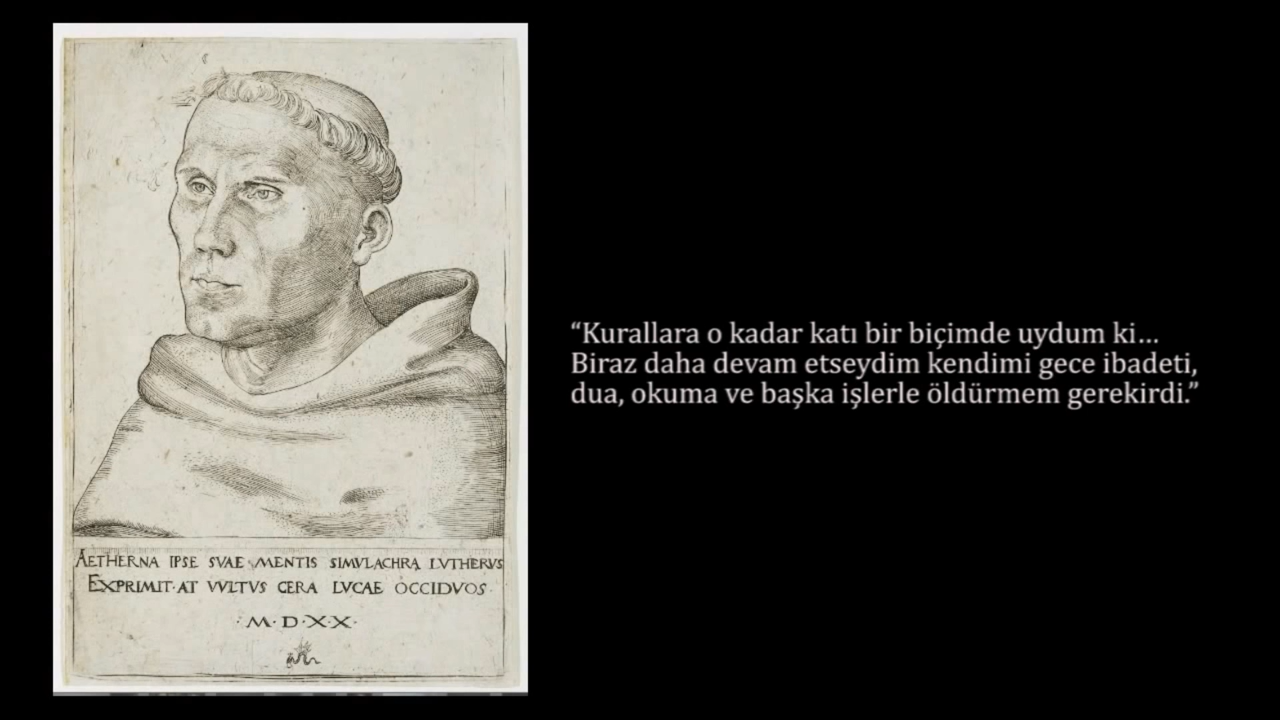 AETHERNA IPSE SVAE MENTIS SIMVLACHRA LVTHERVS
EXPRIMIT·AT VVLTVS CERA LVCAE OCCIDVOS·
·M·D·X·X·
“Kurallara o kadar katı bir biçimde uydum ki…
Biraz daha devam etseydim kendimi gece ibadeti,
dua, okuma ve başka işlerle öldürmem gerekirdi.”